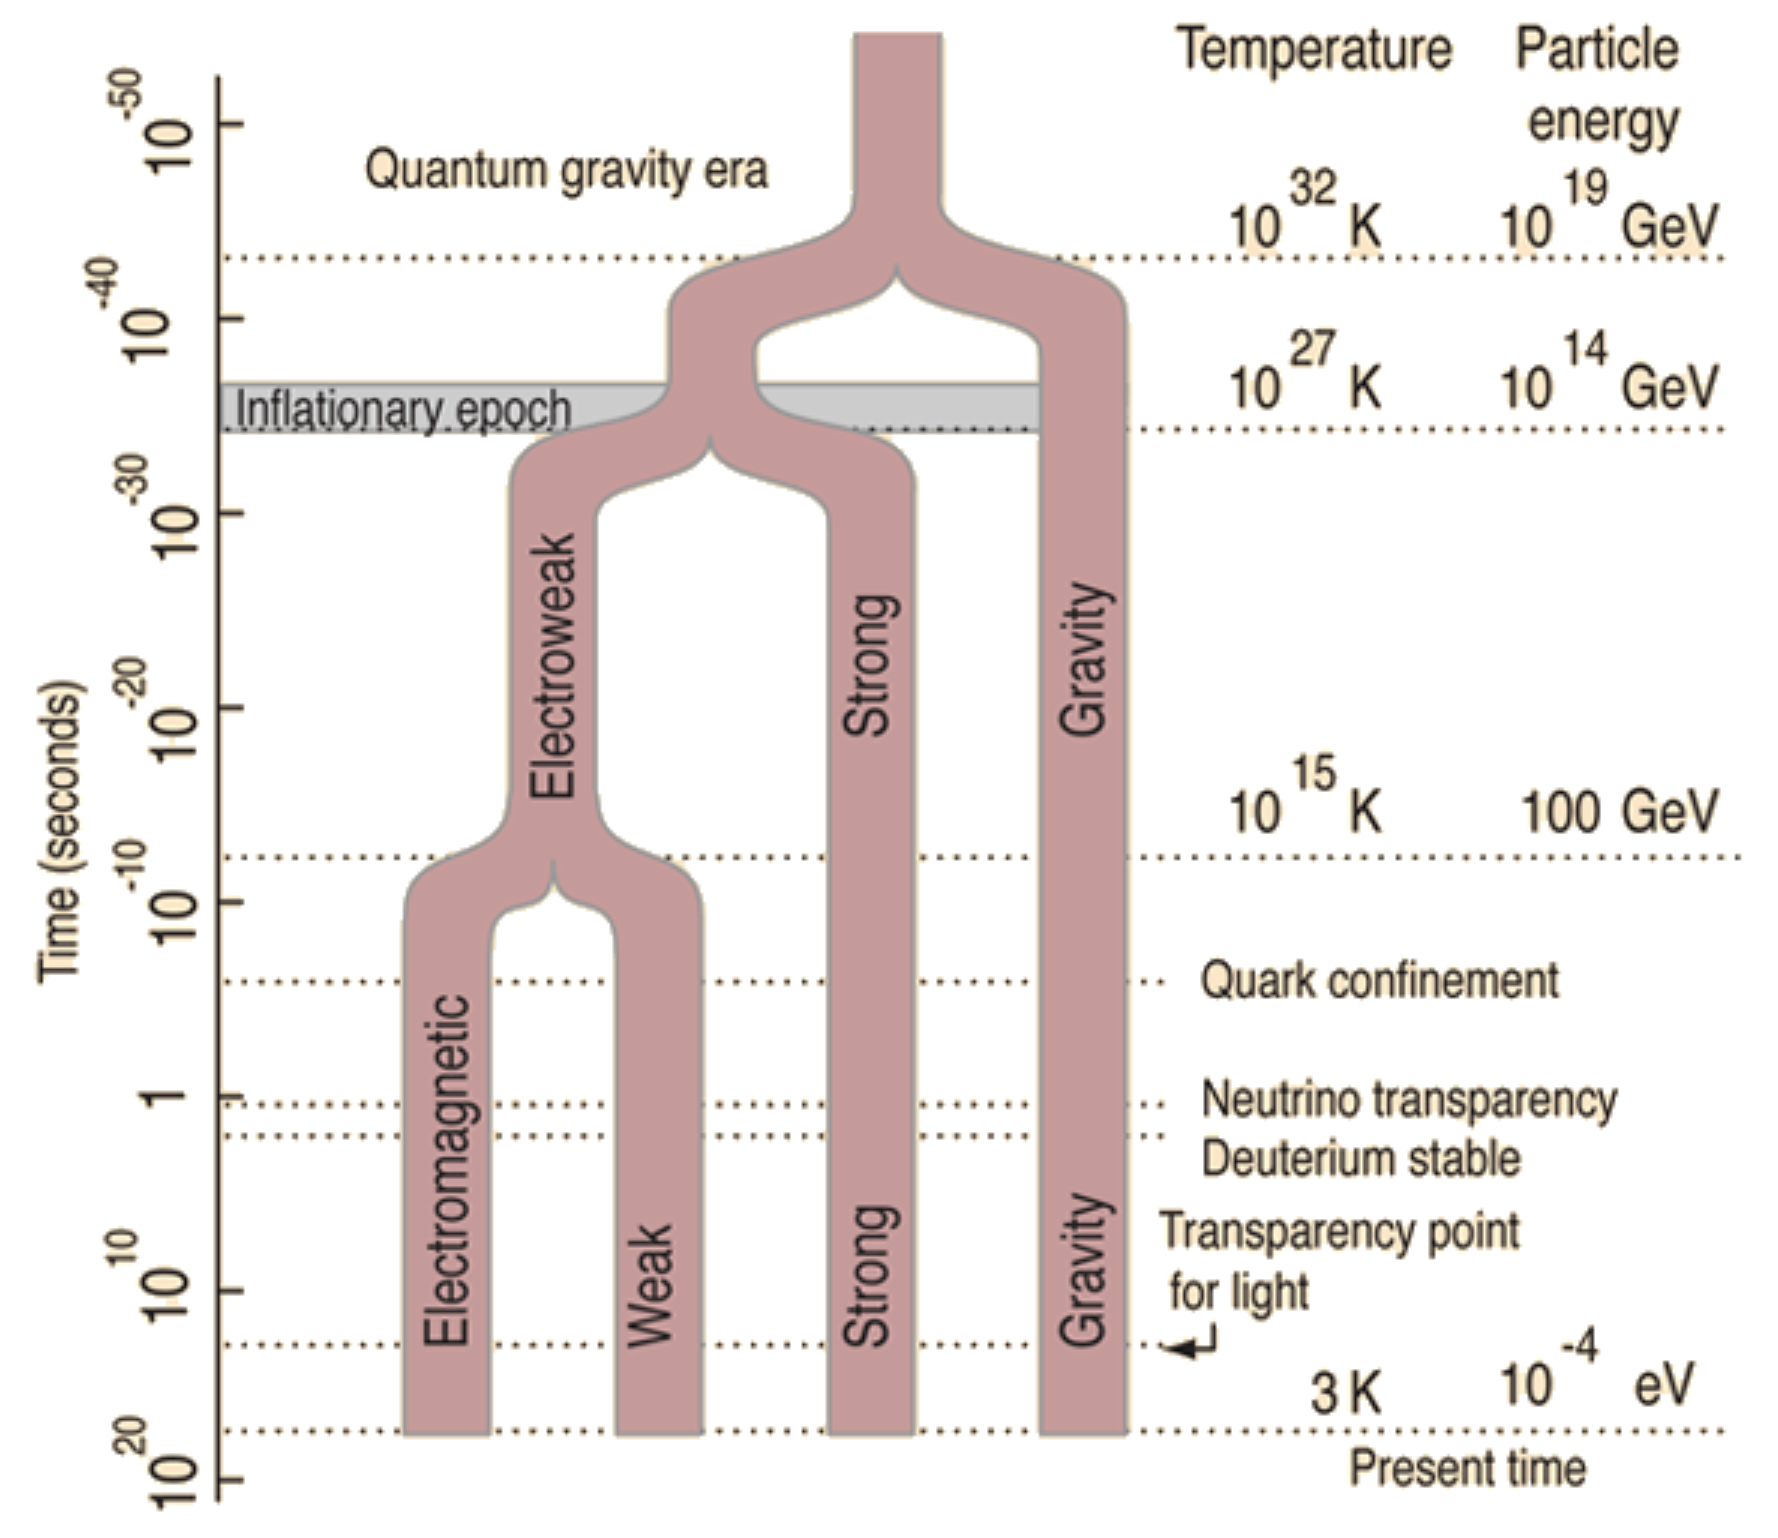 Temperature
Particle
energy
10^-50
Quantum gravity era
10^32 K
10^19 GeV
10^-40
10^27 K
10^14 GeV
Inflationary epoch
10^-30
Electroweak
Strong
Gravity
10^-20
Time (seconds)
10^15 K
100 GeV
10^-10
Quark confinement
Electromagnetic
1
Neutrino transparency
Deuterium stable
Weak
Strong
Gravity
Transparency point
for light
10^10
3 K
10^-4 eV
10^20
Present time